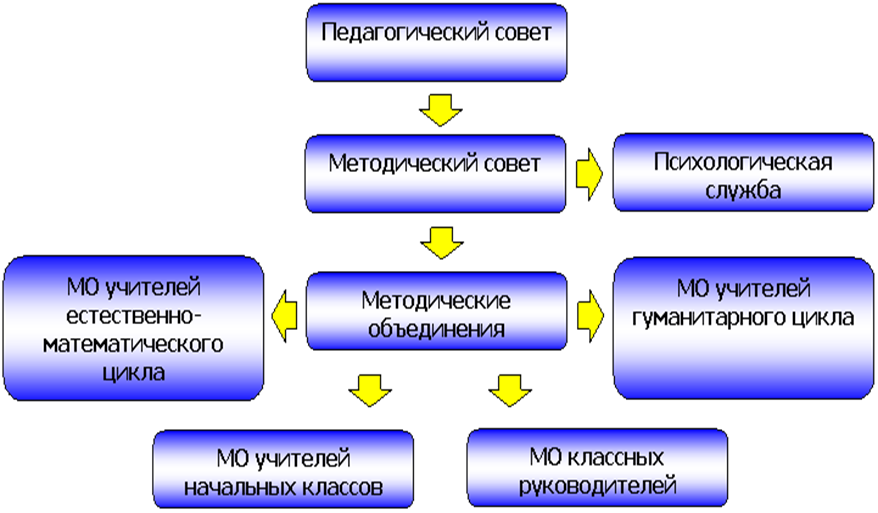 Педагогический совет
Методический совет
Психологическая
служба
МО учителей
естественно-
математического
цикла
Методические
объединения
МО учителей
гуманитарного цикла
МО учителей
начальных классов
МО классных
руководителей